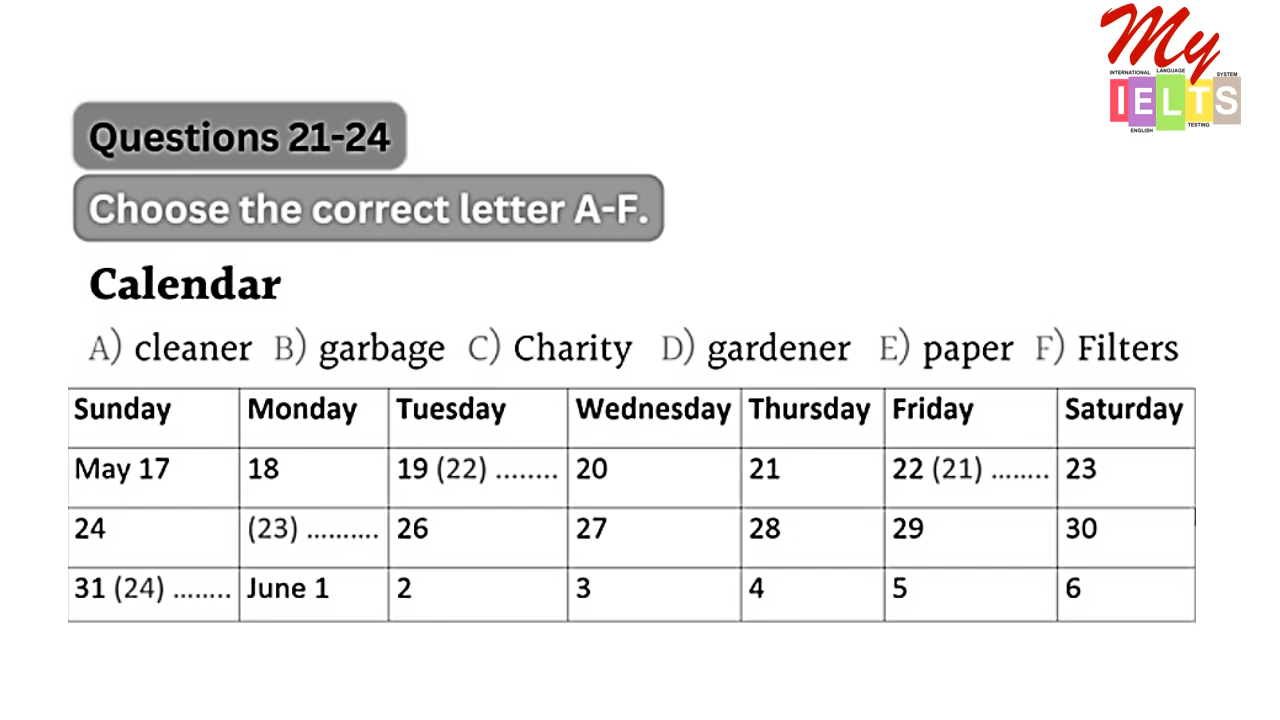 My
INTERNATIONAL LANGUAGE SYSTEM
IELTS
ENGLISH TESTING
Questions 21-24
Choose the correct letter A-F.
Calendar
A) cleaner B) garbage C) Charity D) gardener E) paper F) Filters
Sunday Monday Tuesday Wednesday Thursday Friday Saturday
May 17 18 19 (22) ........ 20 21 22 (21) ........ 23
24 (23) .......... 26 27 28 29 30
31 (24) ........ June 1 2 3 4 5 6